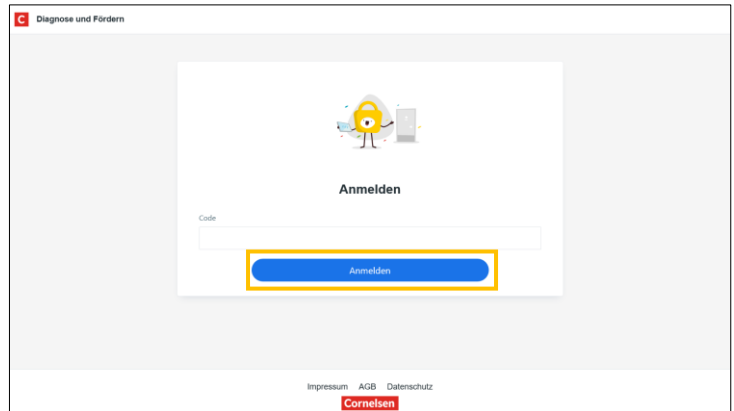 C Diagnose und Fördern
Anmelden
Code
Anmelden
Impressum AGB Datenschutz
Cornelsen